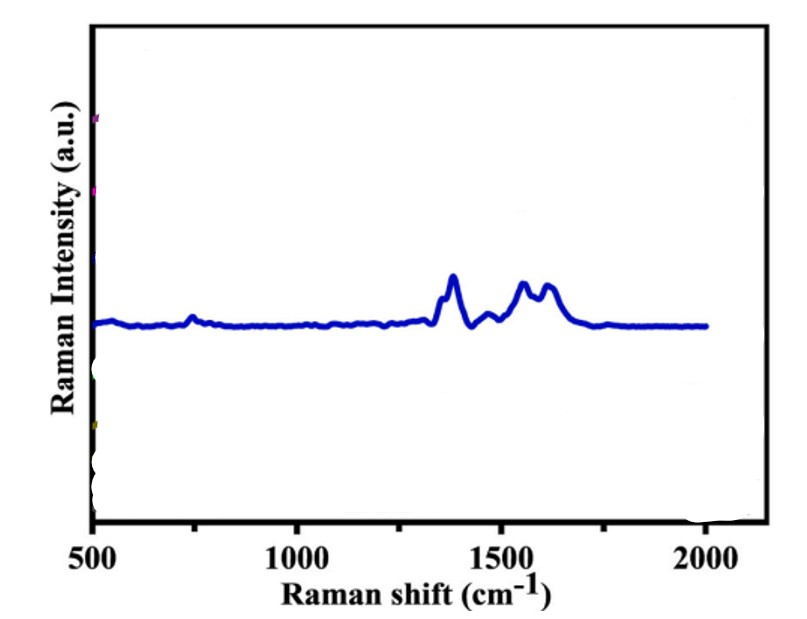 Raman Intensity (a.u.)
500 1000 1500 2000
Raman shift (cm-1)